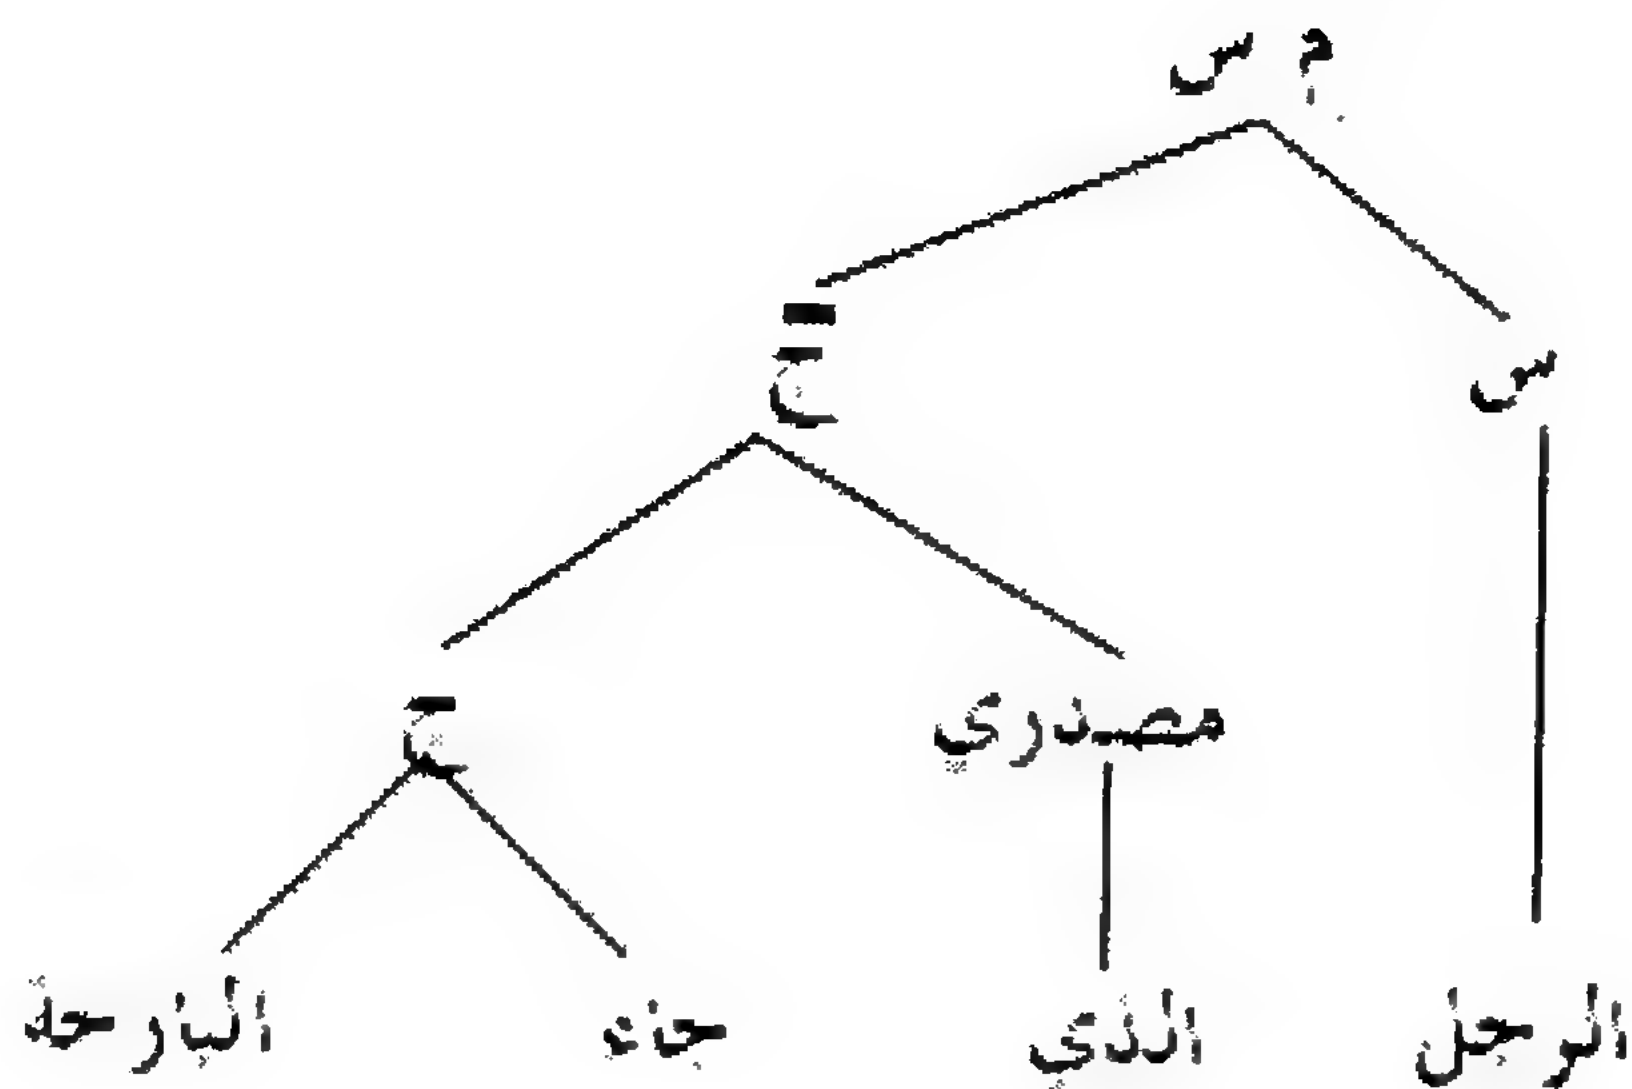 م س
ج
س
ج
مصدري
الرجل الذي جاء البارحة